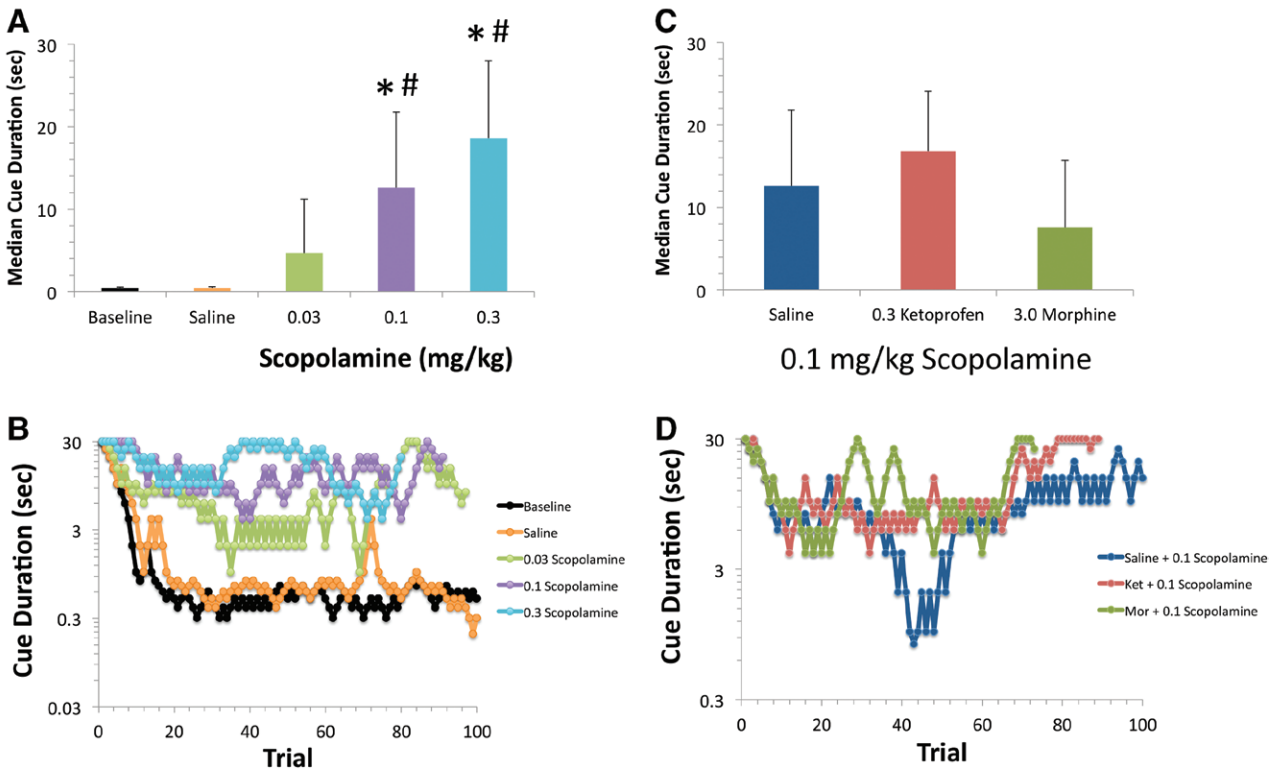 A
Median Cue Duration (sec)
30
20
10
0
* #
* #
Baseline Saline 0.03 0.1 0.3
Scopolamine (mg/kg)
C
Median Cue Duration (sec)
30
20
10
0
Saline 0.3 Ketoprofen 3.0 Morphine
0.1 mg/kg Scopolamine
B
Cue Duration (sec)
30
3
0.3
0.03
0 20 40 60 80 100
Trial
Baseline
Saline
0.03 Scopolamine
0.1 Scopolamine
0.3 Scopolamine
D
Cue Duration (sec)
30
3
0.3
0 20 40 60 80 100
Trial
Saline + 0.1 Scopolamine
Ket + 0.1 Scopolamine
Mor + 0.1 Scopolamine